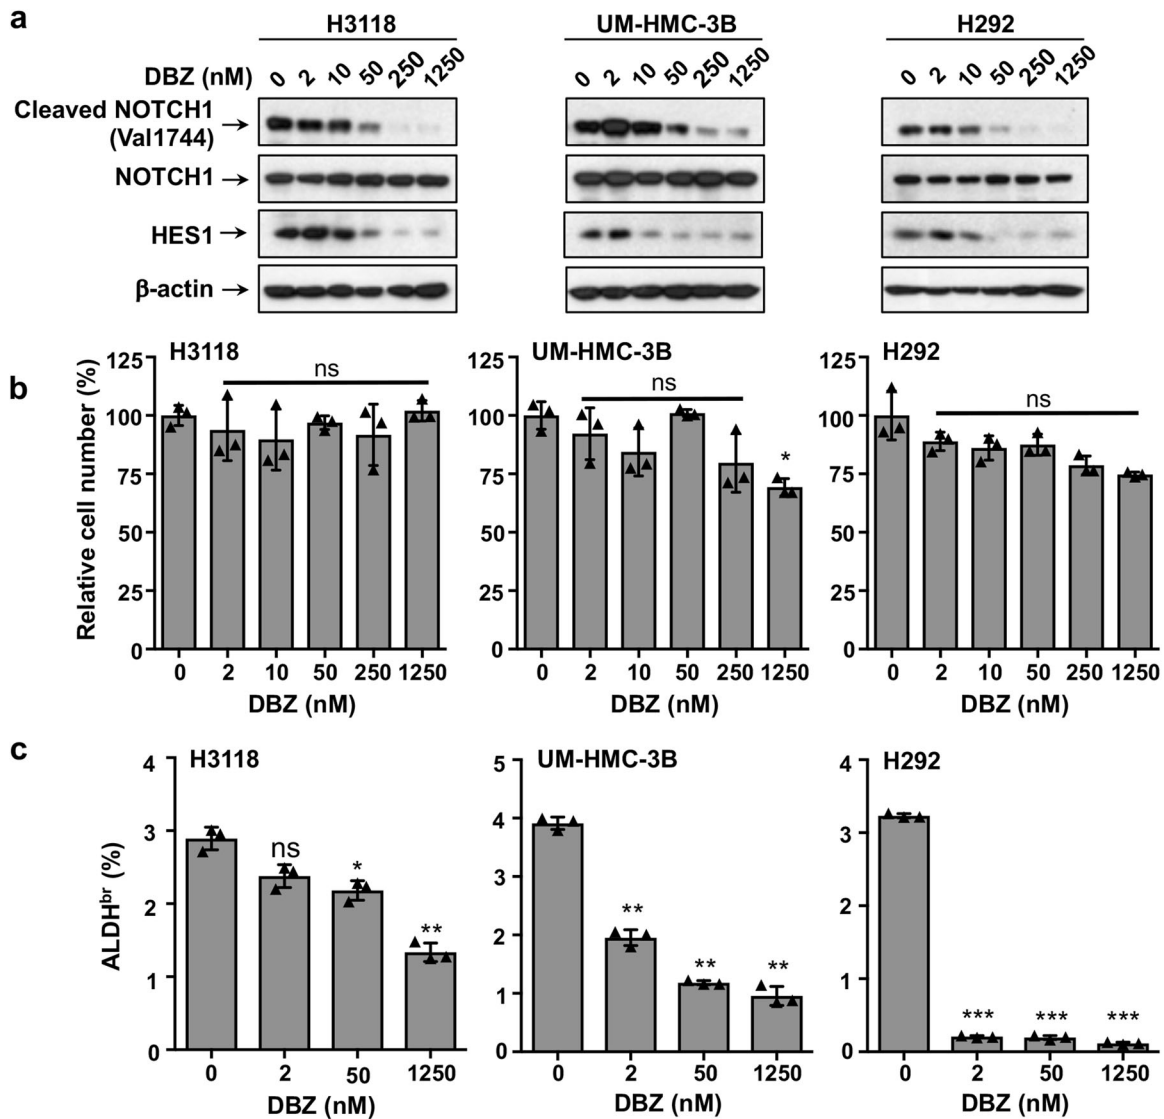 a
H3118 UM-HMC-3B H292
DBZ (nM) 0 2 10 50 250 1250 0 2 10 50 250 1250 0 2 10 50 250 1250
Cleaved NOTCH1
(Val1744)
NOTCH1
HES1
β-actin
b
H3118 UM-HMC-3B H292
Relative cell number (%)
125 125 125
100 100 100
75 75 75
50 50 50
25 25 25
0 0 0
ns ns * ns
0 2 10 50 250 1250 0 2 10 50 250 1250 0 2 10 50 250 1250
DBZ (nM) DBZ (nM) DBZ (nM)
c
H3118 UM-HMC-3B H292
ALDHbr (%)
4 5 4
3 4 3
2 3 2
1 2 1
0 1 0
0
ns * ** ** ** ** *** *** ***
0 2 50 1250 0 2 50 1250 0 2 50 1250
DBZ (nM) DBZ (nM) DBZ (nM)